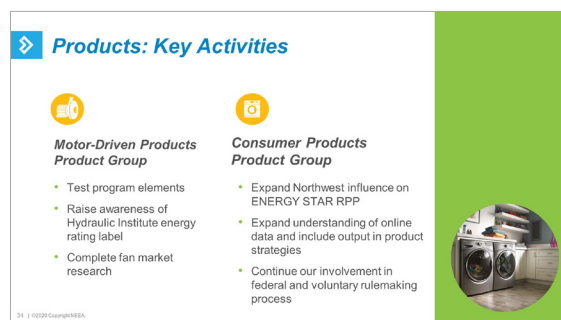 Products: Key Activities
Motor-Driven Products
Product Group
• Test program elements
• Raise awareness of
Hydraulic Institute energy
rating label
• Complete fan market
research
Consumer Products
Product Group
• Expand Northwest influence on
ENERGY STAR RPP
• Expand understanding of online
data and include output in product
strategies
• Continue our involvement in
federal and voluntary rulemaking
process
24 | ©2020 Copyright NEEA.